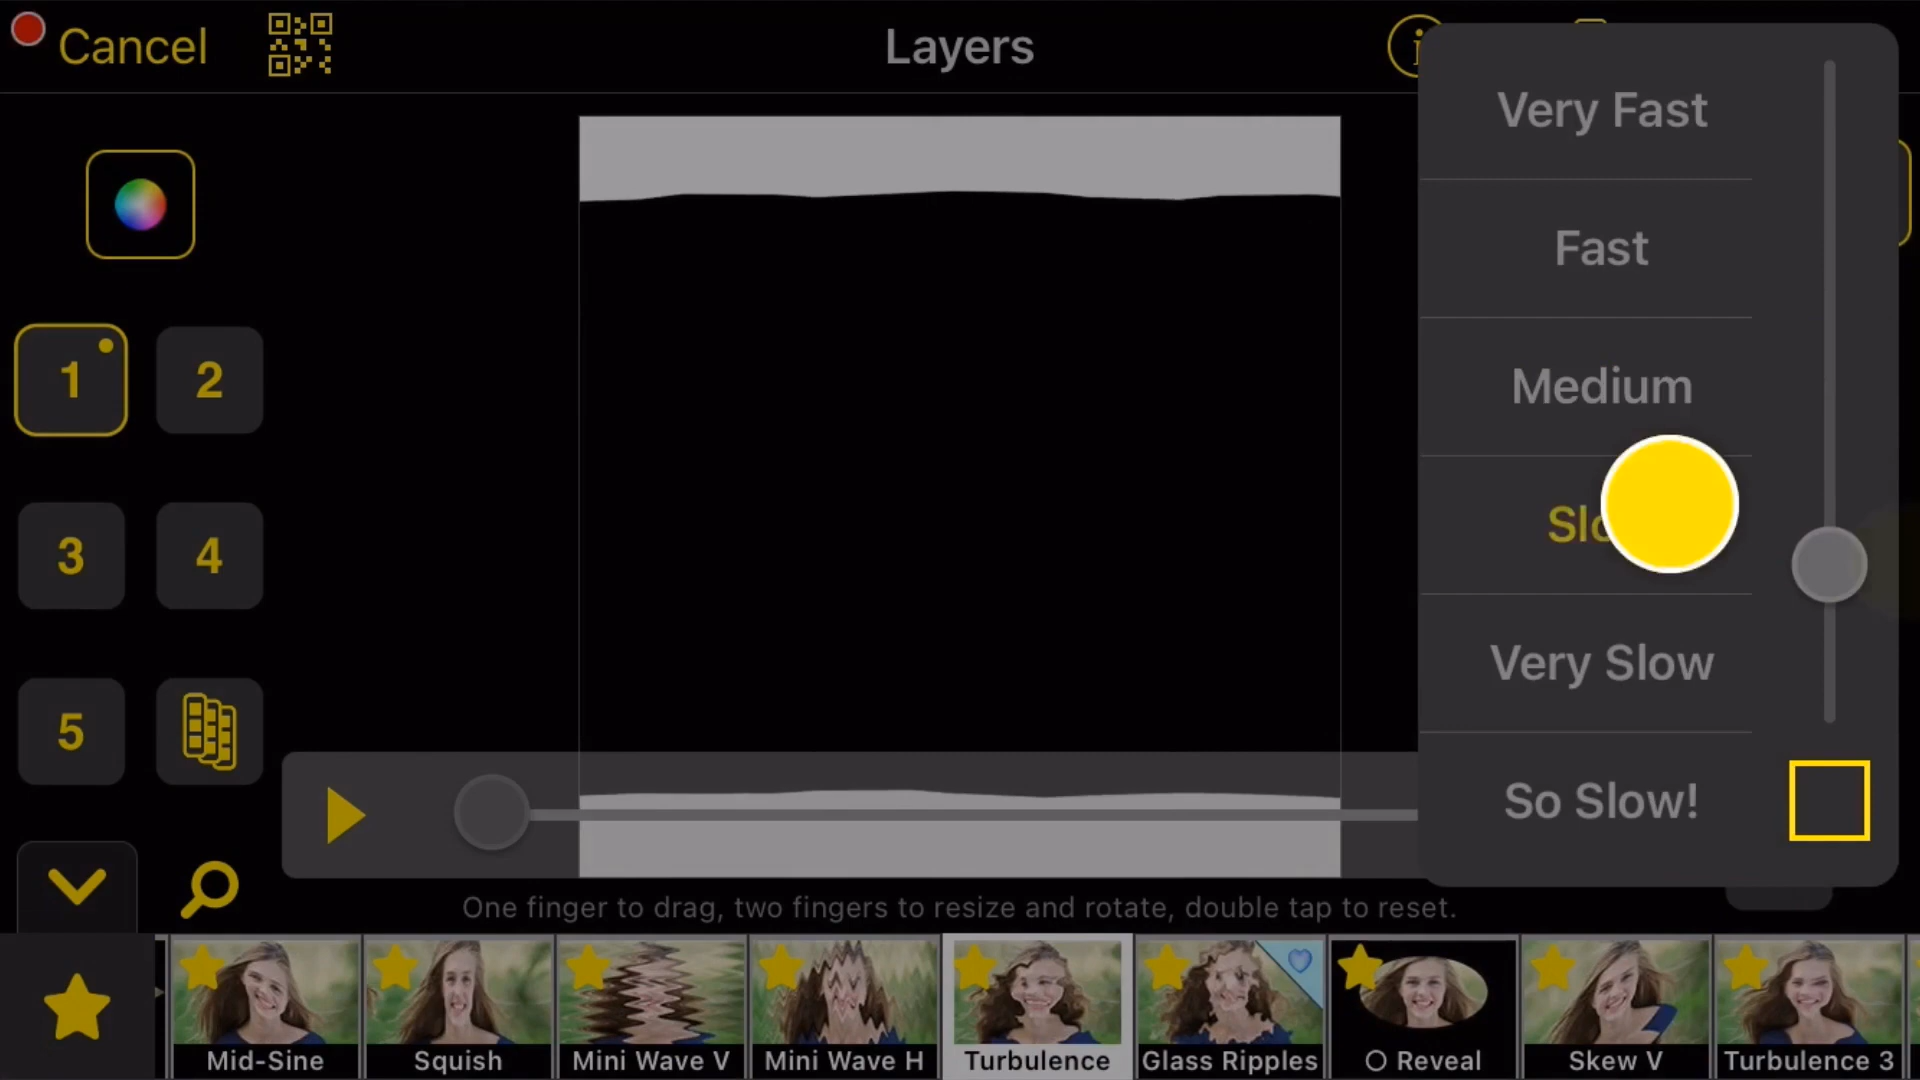 Cancel
Layers
i
Very Fast
Fast
Medium
Very Slow
So Slow!
1
2
3
4
5
One finger to drag, two fingers to resize and rotate, double tap to reset.
Mid-Sine
Squish
Mini Wave V
Mini Wave H
Turbulence
Glass Ripples
O Reveal
Skew V
Turbulence 3